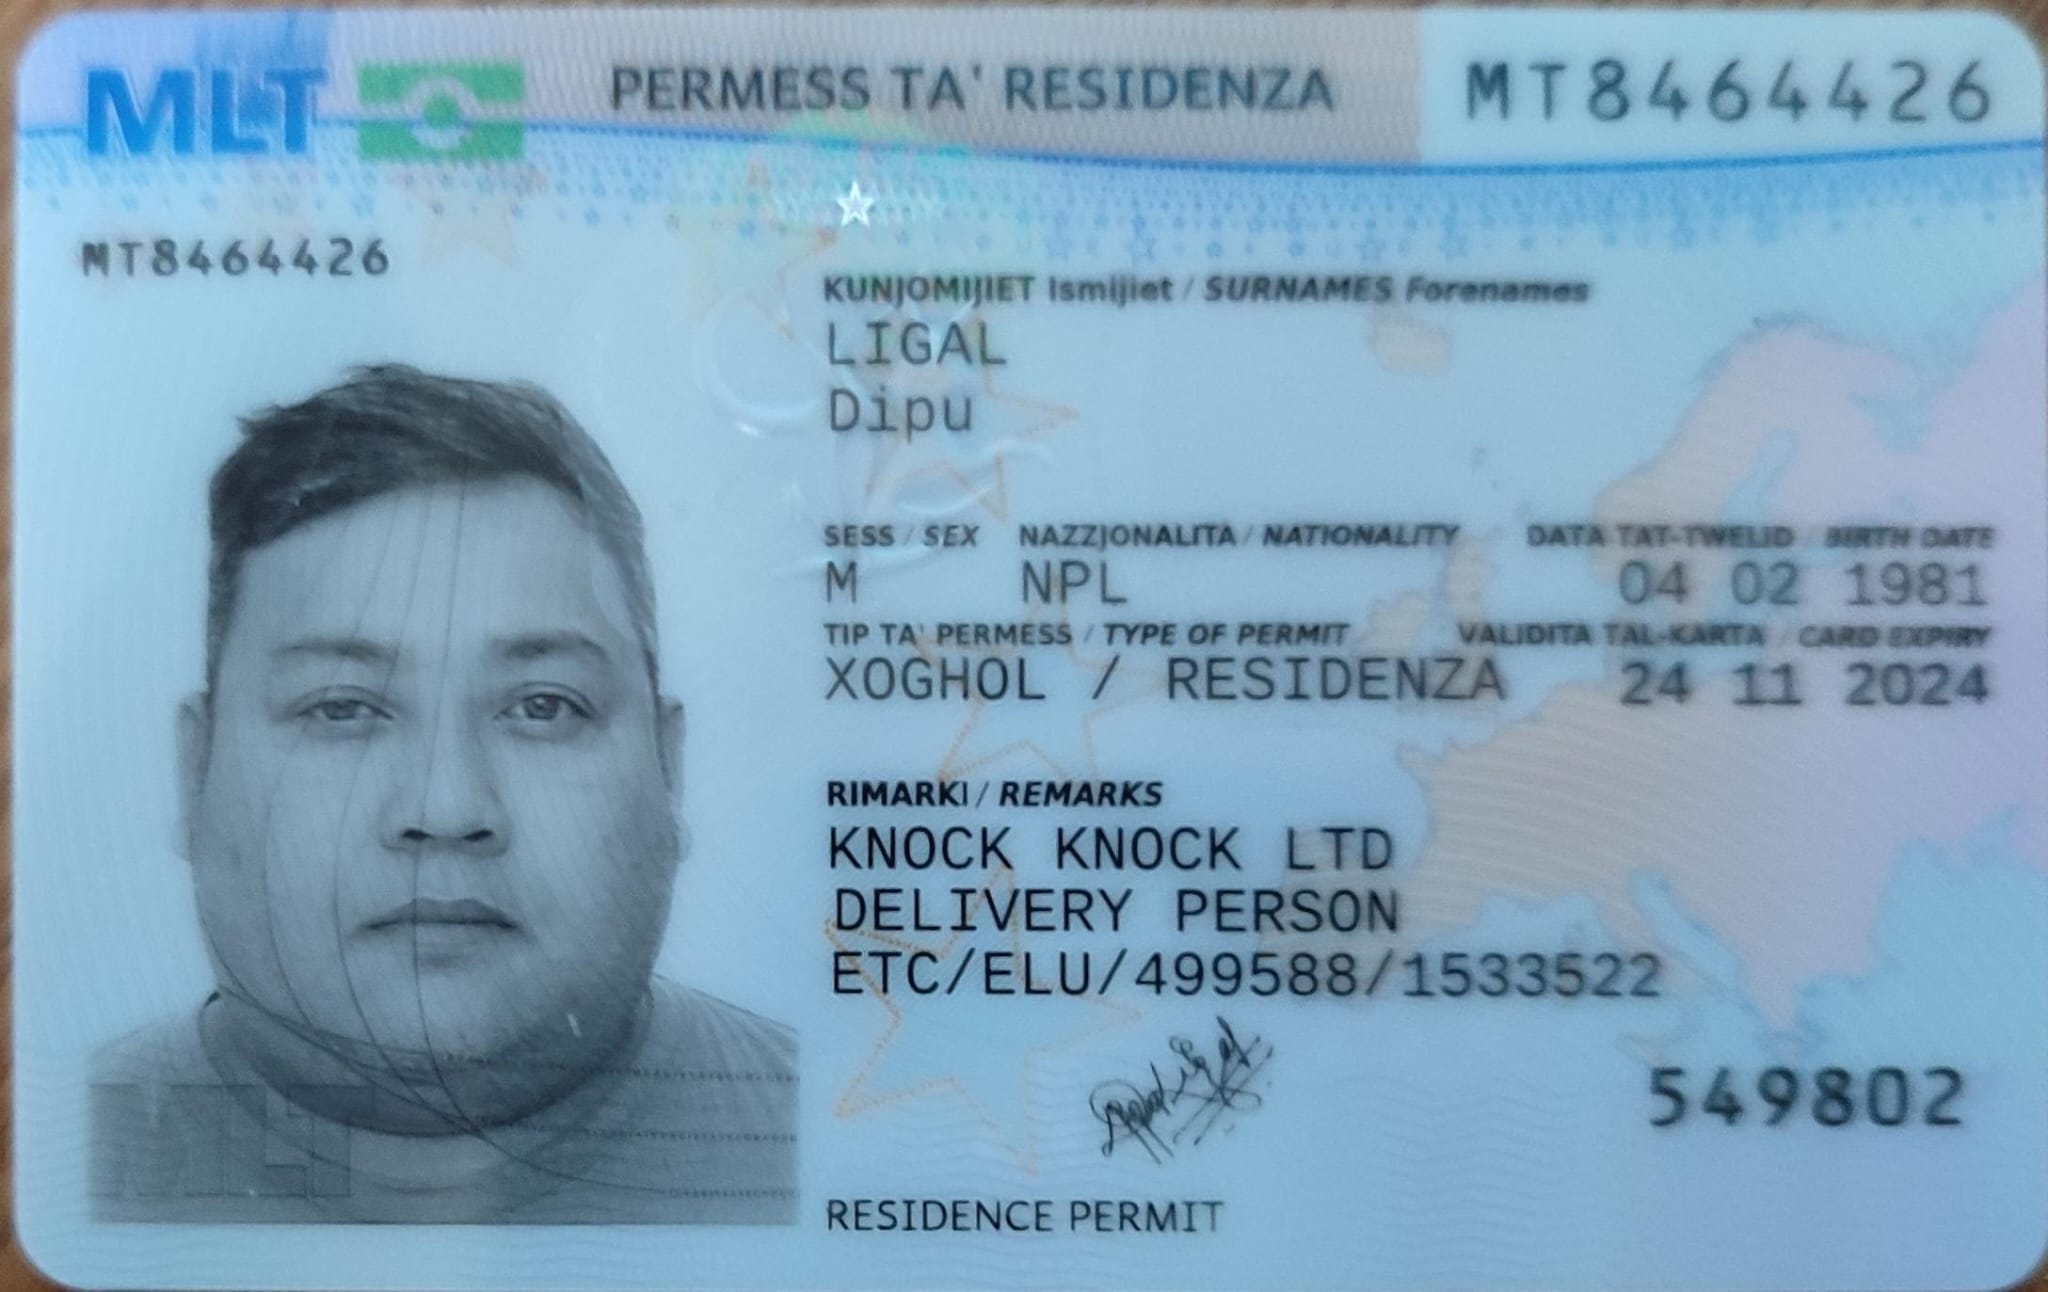 MLT PERMESS TA' RESIDENZA MT8464426
MT8464426
KUNJOMIJIET Ismijiet / SURNAMES Forenames
LIGAL
Dipu
SESS / SEX NAZZJONALITA / NATIONALITY DATA TAT-TWELID / BIRTH DATE
M NPL 04 02 1981
TIP TA' PERMESS / TYPE OF PERMIT VALIDITA TAL-KARTA / CARD EXPIRY
XOGHOL / RESIDENZA 24 11 2024
RIMARKI / REMARKS
KNOCK KNOCK LTD
DELIVERY PERSON
ETC/ELU/499588/1533522
549802
MLT
RESIDENCE PERMIT